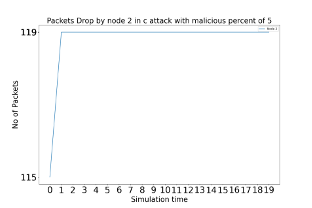 Packets Drop by node 2 in c attack with malicious percent of 5
119
115
No of Packets
0 1 2 3 4 5 6 7 8 9 10 11 12 13 14 15 16 17 18 19
Simulation time